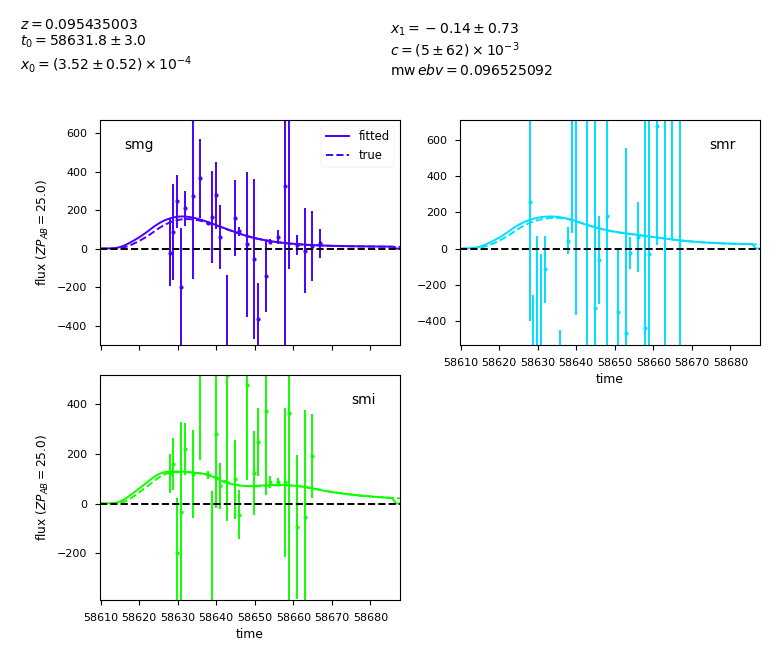 z = 0.095435003
t₀ = 58631.8 ± 3.0
x₀ = (3.52 ± 0.52) × 10⁻⁴
x₁ = −0.14 ± 0.73
c = (5 ± 62) × 10⁻³
mw ebv = 0.096525092
smg
fitted
true
600
400
200
0
−200
−400
flux (ZP_AB = 25.0)
smr
600
400
200
0
−200
−400
58610 58620 58630 58640 58650 58660 58670 58680
time
smi
400
200
0
−200
flux (ZP_AB = 25.0)
58610 58620 58630 58640 58650 58660 58670 58680
time